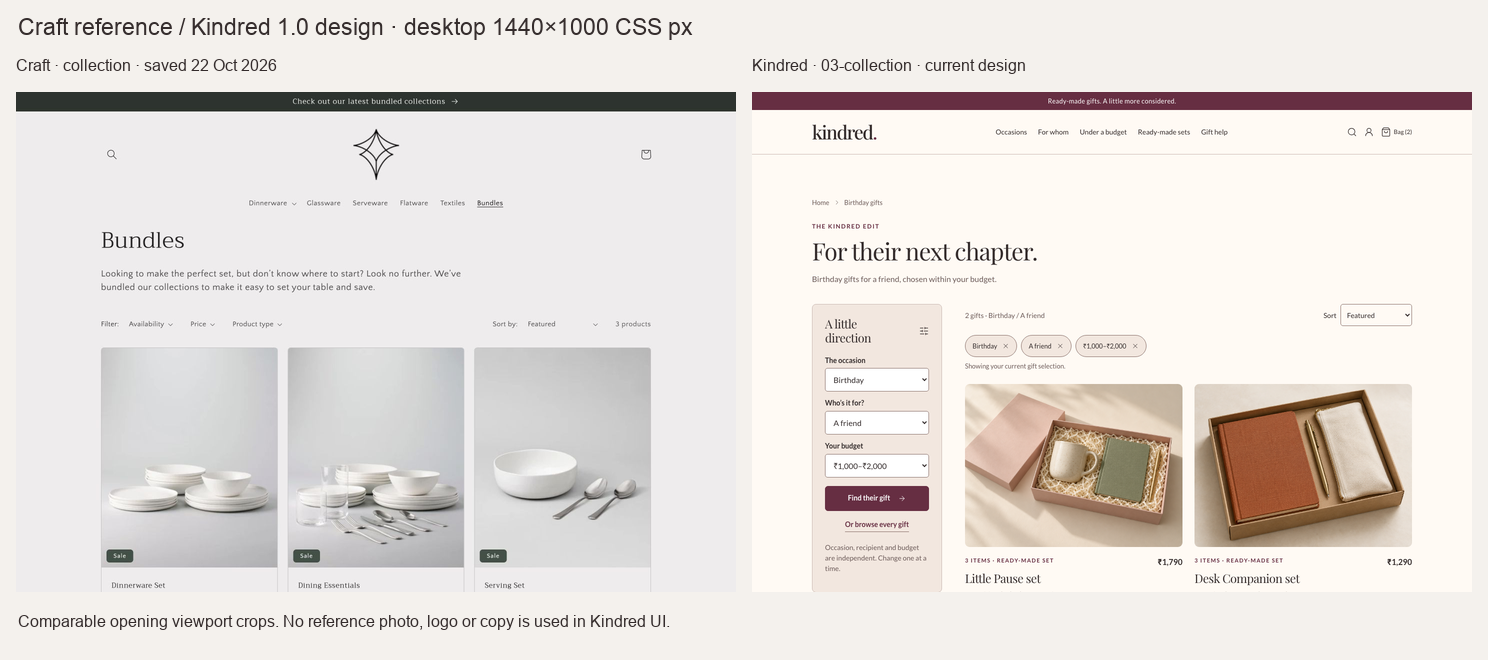 Craft reference / Kindred 1.0 design · desktop 1440×1000 CSS px
Craft · collection · saved 22 Oct 2026
Check out our latest bundled collections →
Dinnerware Glassware Serveware Flatware Textiles Bundles
Bundles
Looking to make the perfect set, but don't know where to start? Look no further. We've
bundled our collections to make it easy to set your table and save.
Filter: Availability Price Product type Sort by: Featured 3 products
Sale Sale Sale
Dinnerware Set Dining Essentials Serving Set
Kindred · 03-collection · current design
Ready-made gifts. A little more considered.
kindred. Occasions For whom Under a budget Ready-made sets Gift help Bag (2)
Home > Birthday gifts
THE KINDRED EDIT
For their next chapter.
Birthday gifts for a friend, chosen within your budget.
A little
direction
The occasion
Birthday
Who's it for?
A friend
Your budget
₹1,000–₹2,000
Find their gift →
Or browse every gift
Occasion, recipient and budget
are independent. Change one at a
time.
2 gifts · Birthday / A friend Sort Featured
Birthday × A friend × ₹1,000–₹2,000 ×
Showing your current gift selection.
3 ITEMS · READY-MADE SET ₹1,790
Little Pause set
3 ITEMS · READY-MADE SET ₹1,290
Desk Companion set
Comparable opening viewport crops. No reference photo, logo or copy is used in Kindred UI.